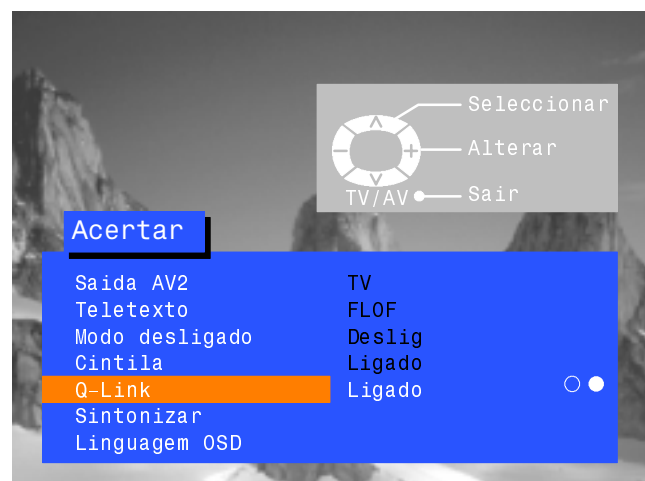 Seleccionar
Alterar
TV/AV Sair
Acertar
Saida AV2 TV
Teletexto FLOF
Modo desligado Deslig
Cintila Ligado
Q-Link Ligado
Sintonizar
Linguagem OSD